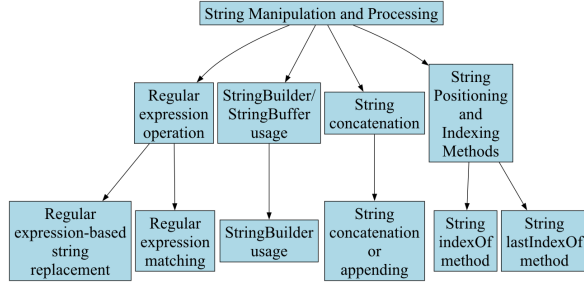 String Manipulation and Processing
Regular
expression
operation
StringBuilder/
StringBuffer
usage
String
concatenation
String
Positioning
and
Indexing
Methods
Regular
expression-based
string
replacement
Regular
expression
matching
StringBuilder
usage
String
concatenation
or
appending
String
indexOf
method
String
lastIndexOf
method